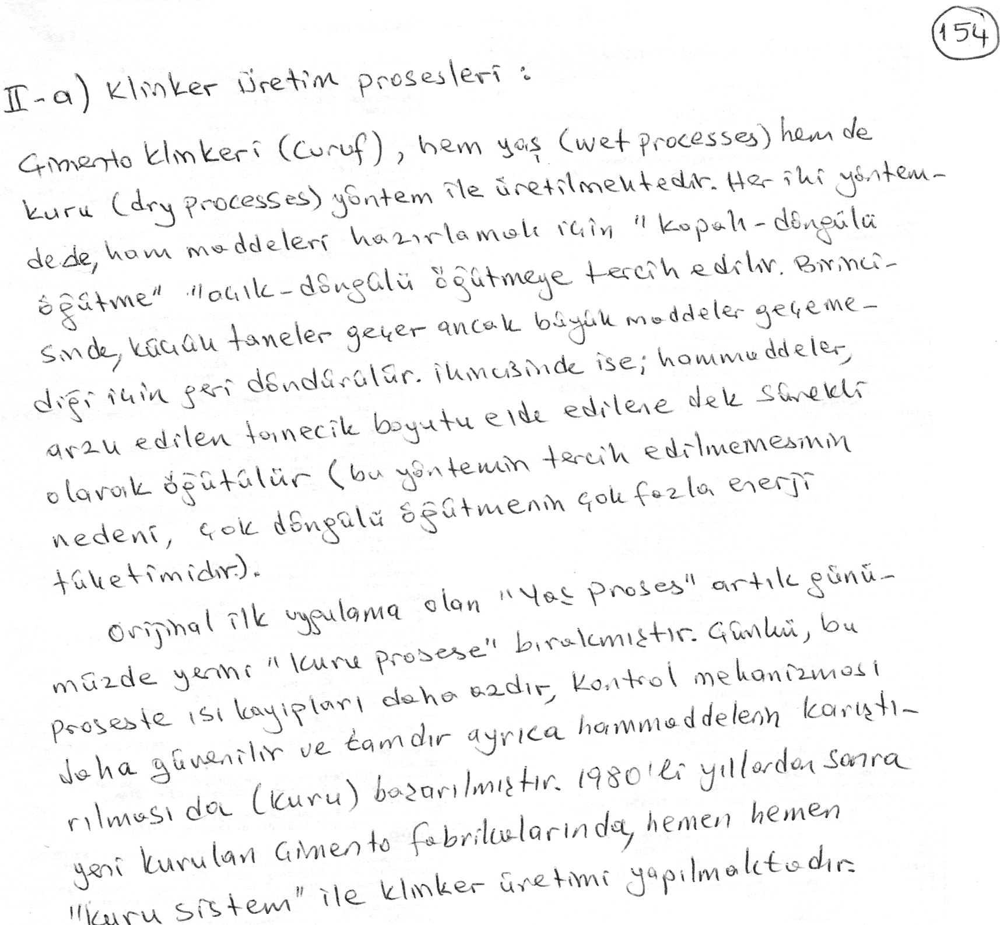 154
II-a) Klinker Üretim prosesleri :
Çimento klinkeri (Curuf), hem yaş (wet processes) hem de
kuru (dry processes) yöntem ile üretilmektedir. Her iki yöntem-
dede, ham maddeleri hazırlamak için "kapalı-döngülü
öğütme" "açık-döngülü öğütmeye tercih edilir. Birinci-
sinde, küçük taneler geçer ancak büyük maddeler geçeme-
diği için geri döndürülür. ikincisinde ise; hammaddeler,
arzu edilen tanecik boyutu elde edilene dek sürekli
olarak öğütülür (bu yöntemin tercih edilmemesinin
nedeni, çok döngülü öğütmenin çok fazla enerji
tüketimidir.).
Orijinal ilk uygulama olan "Yaş Proses" artık günü-
müzde yerini "Kuru prosese" bırakmıştır. Çünkü, bu
proseste ısı kayıpları daha azdır, kontrol mekanizması
daha güvenilir ve tamdır ayrıca hammaddelerin karıştı-
rılması da (kuru) başarılmıştır. 1980'li yıllardan sonra
yeni kurulan Çimento fabrikalarında, hemen hemen
"kuru sistem" ile klinker üretimi yapılmaktadır.